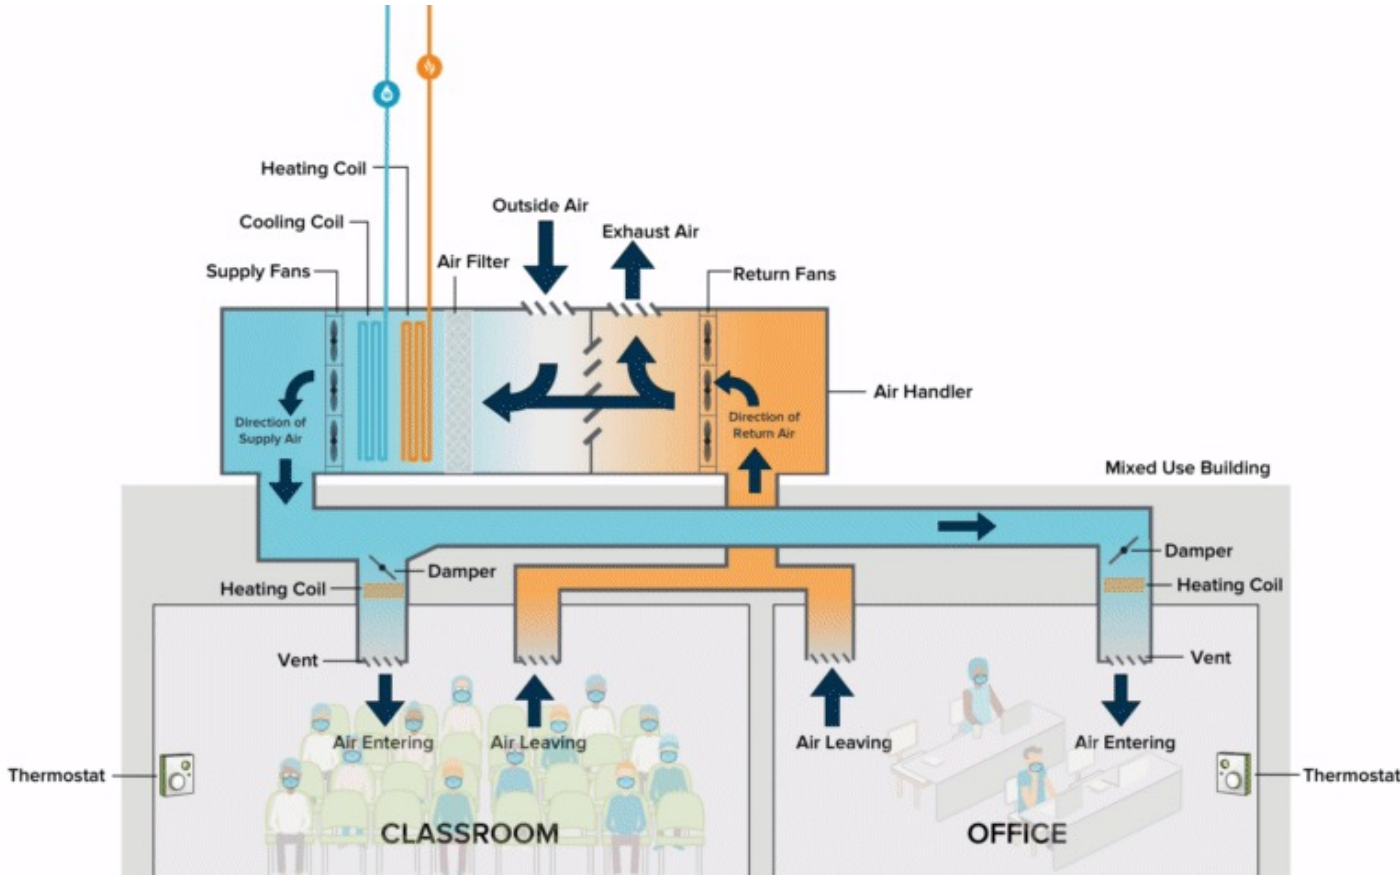 Heating Coil
Cooling Coil
Outside Air
Exhaust Air
Supply Fans
Air Filter
Return Fans
Air Handler
Direction of
Supply Air
Direction of
Return Air
Mixed Use Building
Damper
Heating Coil
Damper
Heating Coil
Vent
Vent
Air Entering
Air Leaving
Air Leaving
Air Entering
Thermostat
Thermostat
CLASSROOM
OFFICE